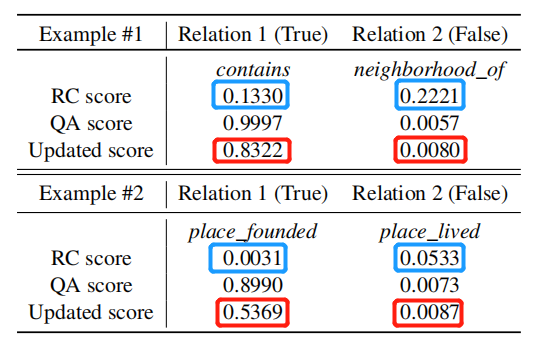 Example #1 Relation 1 (True) Relation 2 (False)
contains neighborhood_of
RC score 0.1330 0.2221
QA score 0.9997 0.0057
Updated score 0.8322 0.0080
Example #2 Relation 1 (True) Relation 2 (False)
place_founded place_lived
RC score 0.0031 0.0533
QA score 0.8990 0.0073
Updated score 0.5369 0.0087